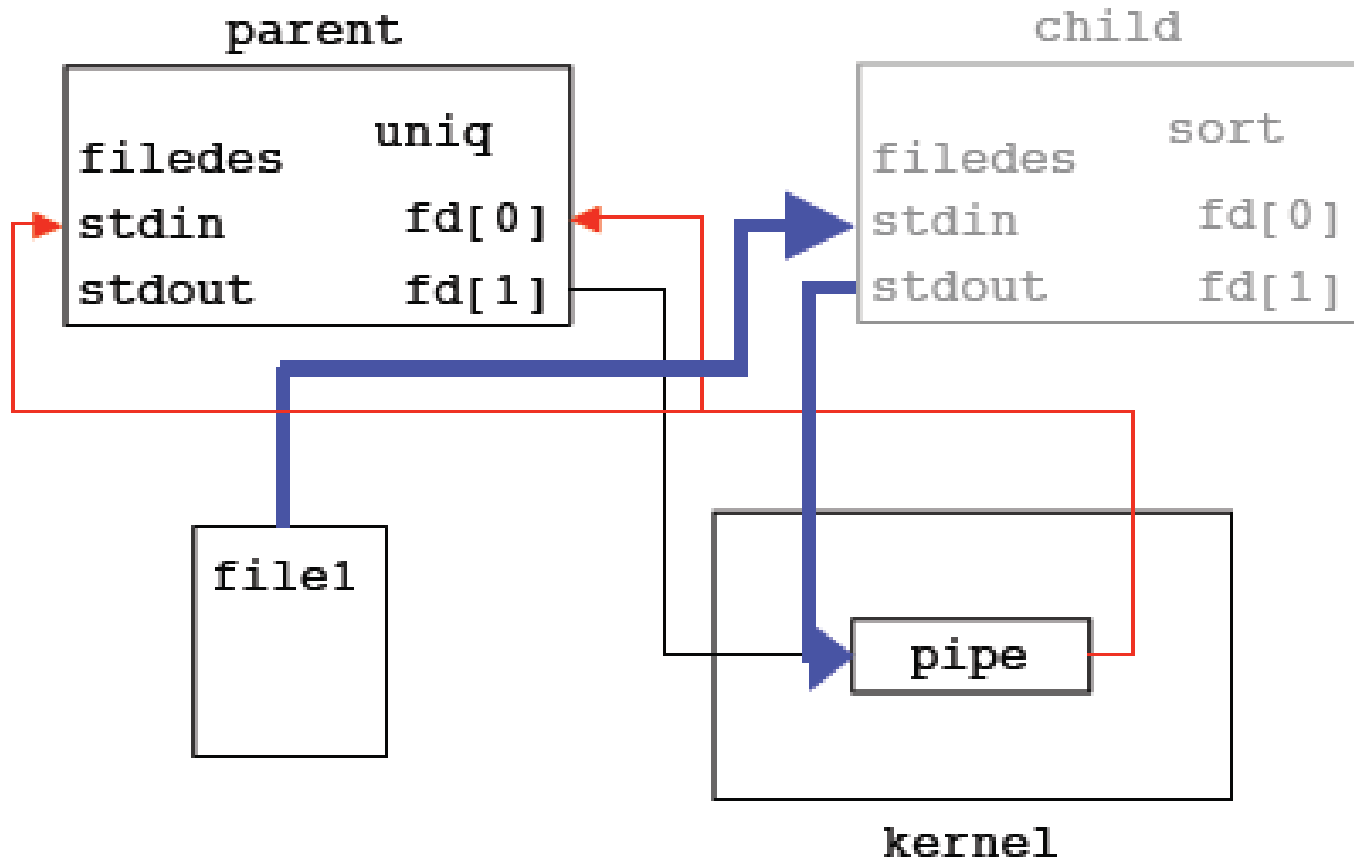 parent
uniq
filedes
stdin fd[0]
stdout fd[1]
child
sort
filedes
stdin fd[0]
stdout fd[1]
file1
pipe
kernel